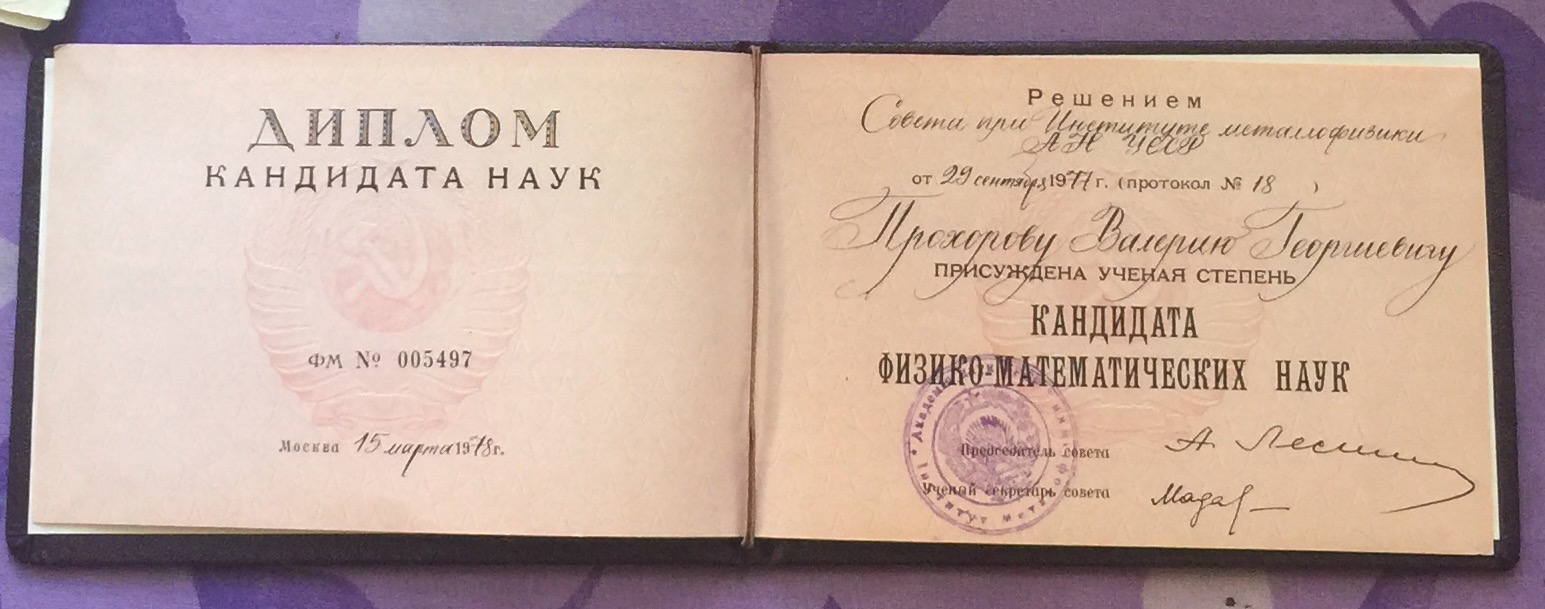 ДИПЛОМ
КАНДИДАТА НАУК
ФМ № 005497
Москва 15 марта 1978г.
Решением
Совета при Институте металлофизики
АН УССР
от 29 сентября 1977 г. (протокол № 18 )
Прохорову Валерию Георгиевичу
ПРИСУЖДЕНА УЧЕНАЯ СТЕПЕНЬ
КАНДИДАТА
ФИЗИКО-МАТЕМАТИЧЕСКИХ НАУК
Председатель совета
Ученый секретарь совета